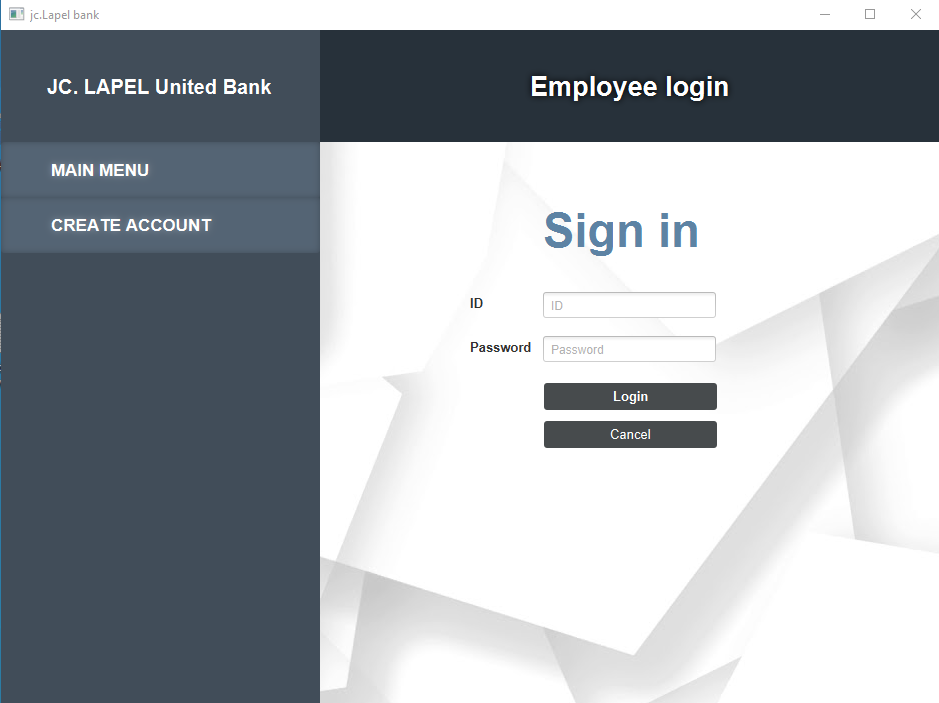 jc.Lapel bank
JC. LAPEL United Bank
Employee login
MAIN MENU
CREATE ACCOUNT
Sign in
ID
ID
Password
Password
Login
Cancel